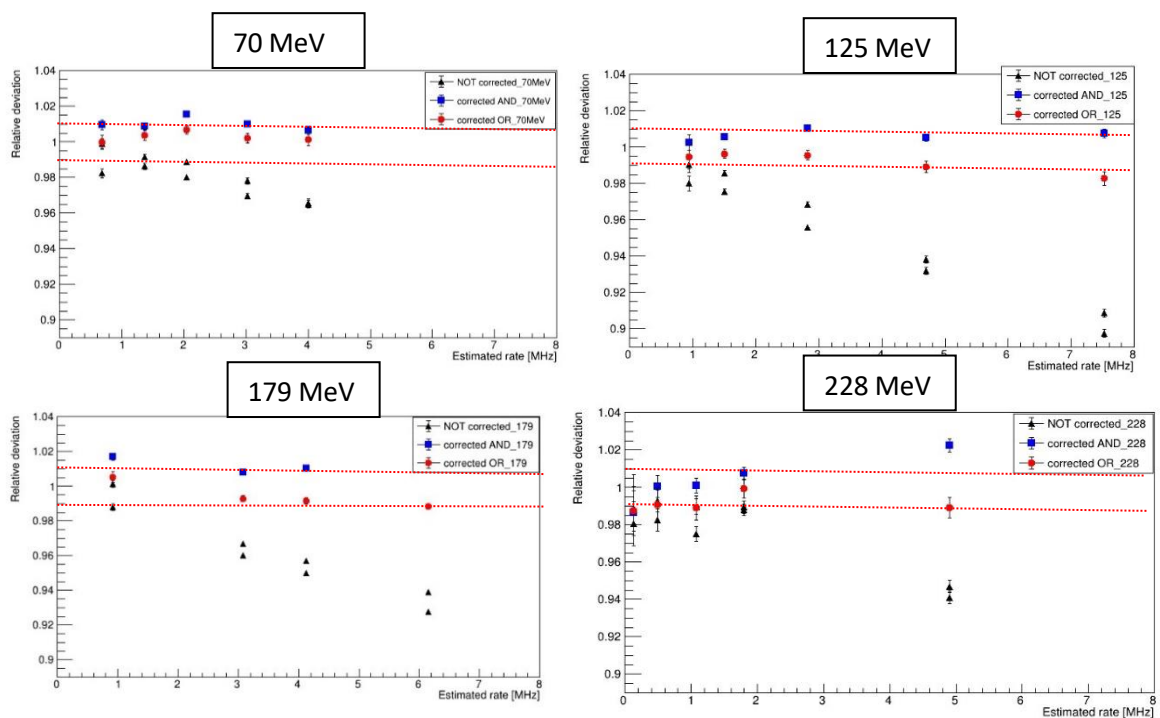 70 MeV
Relative deviation
1.04
1.02
1
0.98
0.96
0.94
0.92
0.9
NOT corrected_70MeV
corrected AND_70MeV
corrected OR_70MeV
0 1 2 3 4 5 6 7 8
Estimated rate [MHz]
125 MeV
Relative deviation
1.04
1.02
1
0.98
0.96
0.94
0.92
0.9
NOT corrected_125
corrected AND_125
corrected OR_125
0 1 2 3 4 5 6 7 8
Estimated rate [MHz]
179 MeV
Relative deviation
1.04
1.02
1
0.98
0.96
0.94
0.92
0.9
NOT corrected_179
corrected AND_179
corrected OR_179
0 1 2 3 4 5 6 7 8
Estimated rate [MHz]
228 MeV
Relative deviation
1.04
1.02
1
0.98
0.96
0.94
0.92
0.9
NOT corrected_228
corrected AND_228
corrected OR_228
0 1 2 3 4 5 6 7 8
Estimated rate [MHz]